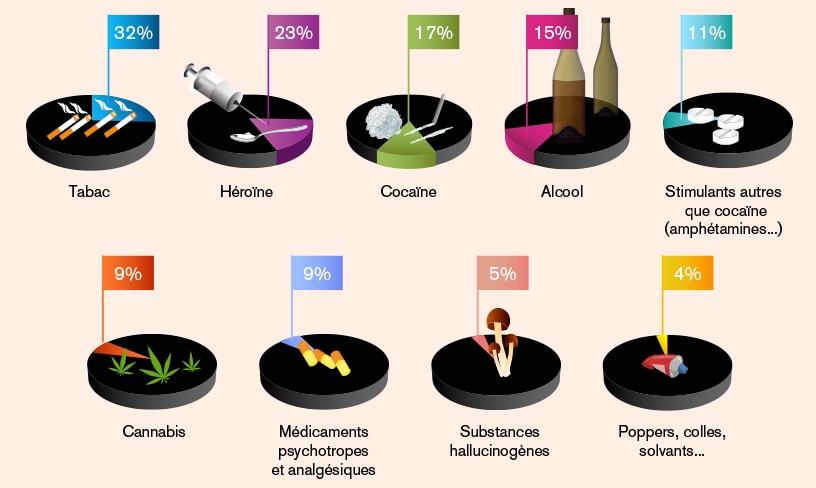 32%
23%
17%
15%
11%
Tabac
Héroïne
Cocaïne
Alcool
Stimulants autres
que cocaïne
(amphétamines...)
9%
9%
5%
4%
Cannabis
Médicaments
psychotropes
et analgésiques
Substances
hallucinogènes
Poppers, colles,
solvants...